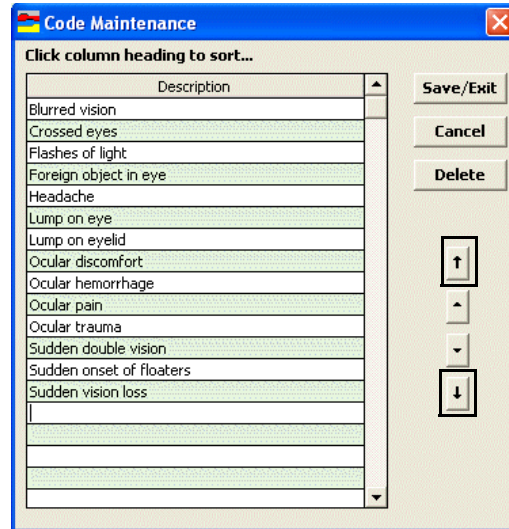 Code Maintenance
Click column heading to sort...
Description
Save/Exit
Blurred vision
Crossed eyes
Cancel
Flashes of light
Foreign object in eye
Delete
Headache
Lump on eye
Lump on eyelid
Ocular discomfort
Ocular hemorrhage
Ocular pain
Ocular trauma
Sudden double vision
Sudden onset of floaters
Sudden vision loss